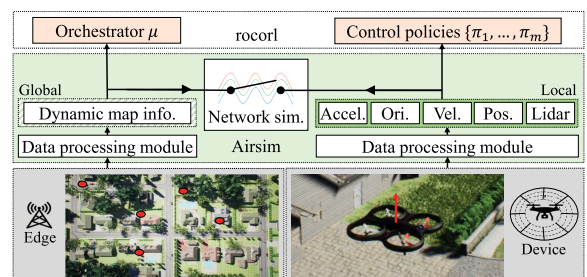 Orchestrator μ
rocorl
Control policies {π1, ..., πm}
Global
Local
Network sim.
Airsim
Dynamic map info.
Accel. Ori. Vel. Pos. Lidar
Data processing module
Data processing module
Edge
Device